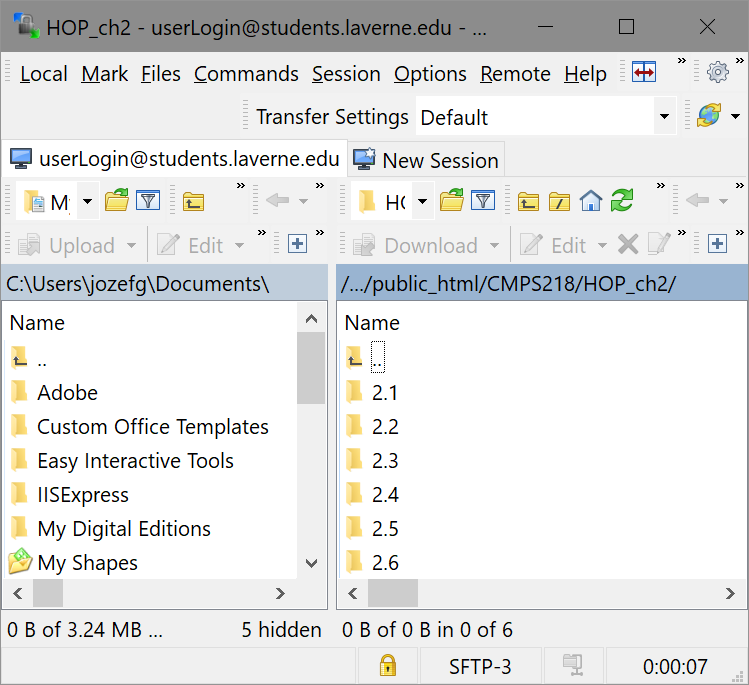 HOP_ch2 - userLogin@students.laverne.edu - ...
Local Mark Files Commands Session Options Remote Help »  »
Transfer Settings Default
userLogin@students.laverne.edu New Session
My » » HO » »
Upload Edit » » Download Edit » »
C:\Users\jozefg\Documents\
/.../public_html/CMPS218/HOP_ch2/
Name
..
Adobe
Custom Office Templates
Easy Interactive Tools
IISExpress
My Digital Editions
My Shapes
Name
..
2.1
2.2
2.3
2.4
2.5
2.6
0 B of 3.24 MB ... 5 hidden
0 B of 0 B in 0 of 6
SFTP-3 0:00:07